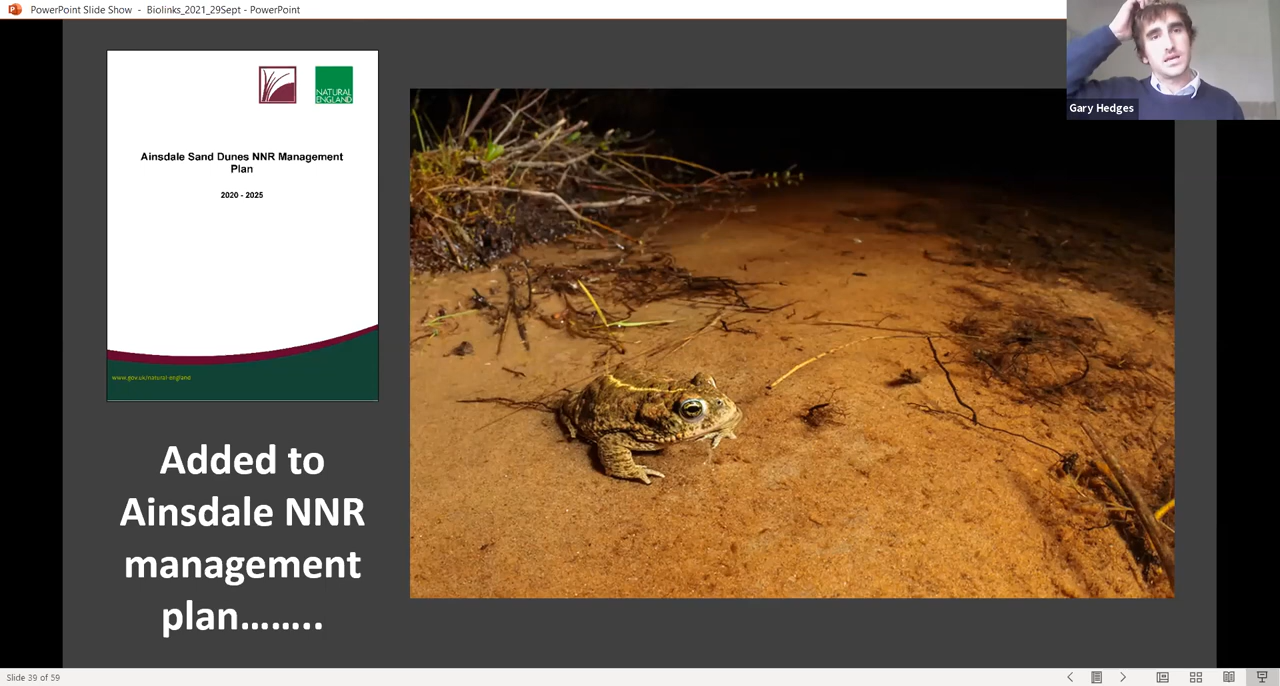 PowerPoint Slide Show - Biolinks_2021_29Sept - PowerPoint
Gary Hedges
NATURAL
ENGLAND
Ainsdale Sand Dunes NNR Management
Plan
2020 - 2025
www.gov.uk/natural-england
Added to
Ainsdale NNR
management
plan……..
Slide 39 of 59